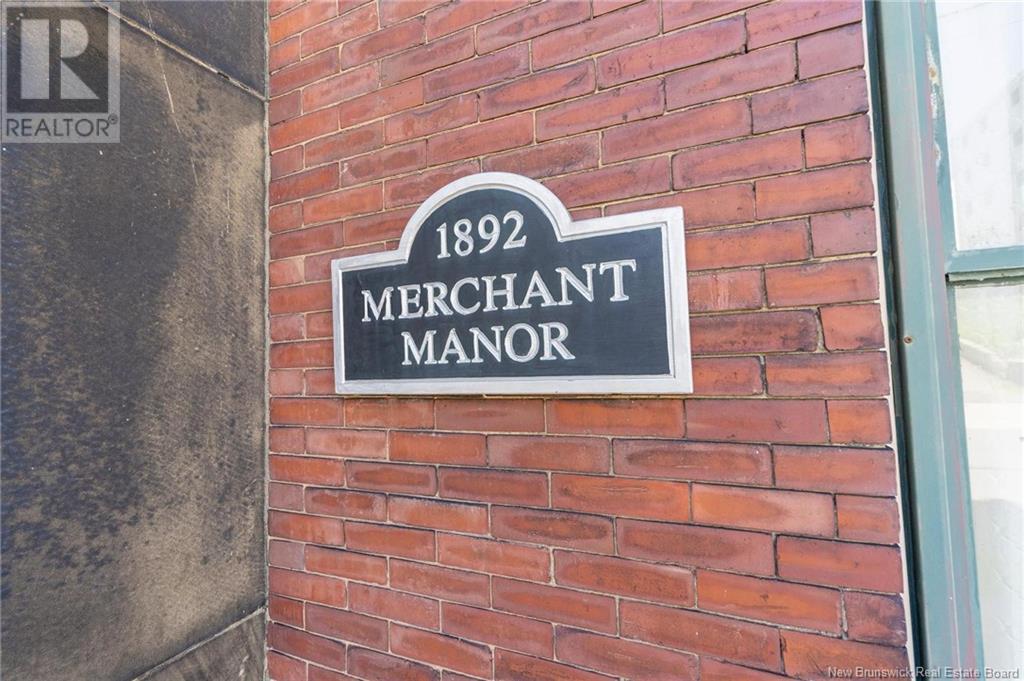 R
REALTOR®
1892
MERCHANT
MANOR
New Brunswick Real Estate Board